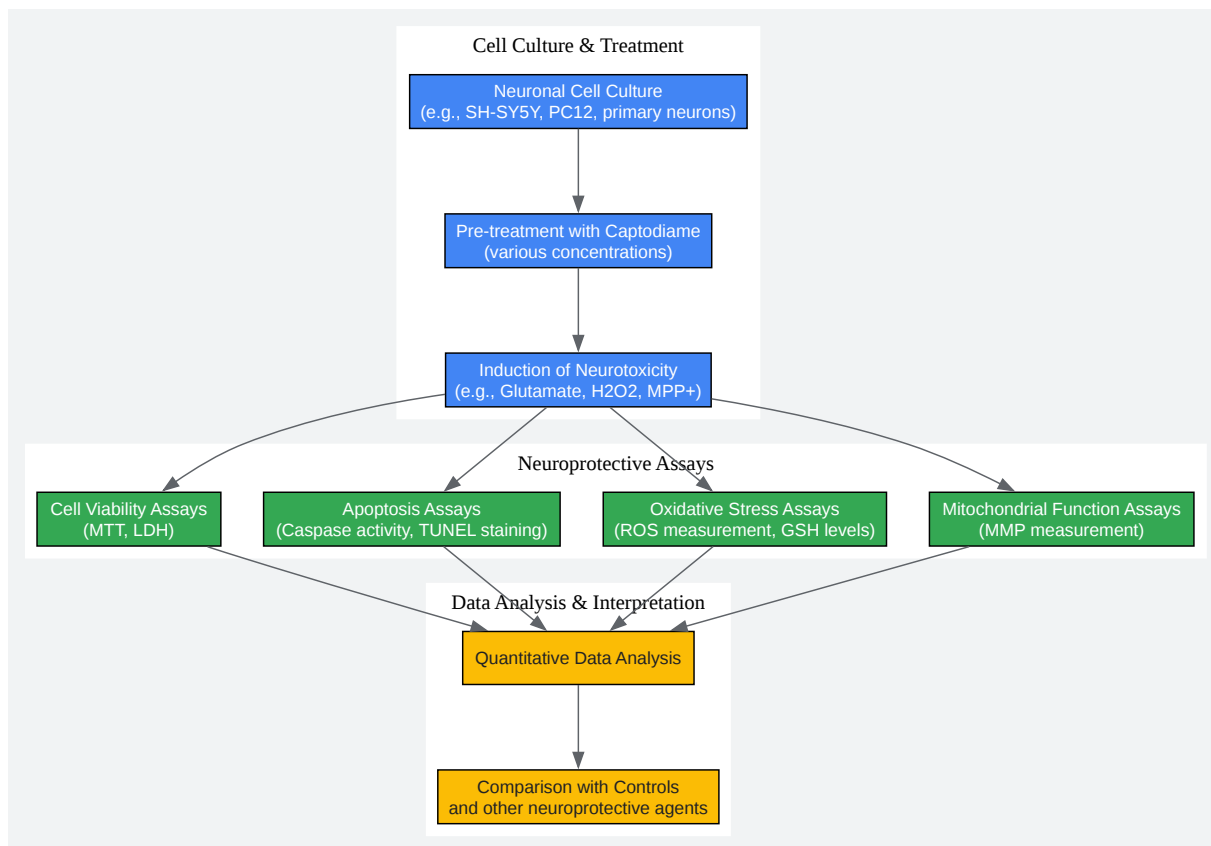 Cell Culture & Treatment
Neuronal Cell Culture
(e.g., SH-SY5Y, PC12, primary neurons)
Pre-treatment with Captodiame
(various concentrations)
Induction of Neurotoxicity
(e.g., Glutamate, H2O2, MPP+)
Neuroprotective Assays
Cell Viability Assays
(MTT, LDH)
Apoptosis Assays
(Caspase activity, TUNEL staining)
Oxidative Stress Assays
(ROS measurement, GSH levels)
Mitochondrial Function Assays
(MMP measurement)
Data Analysis & Interpretation
Quantitative Data Analysis
Comparison with Controls
and other neuroprotective agents